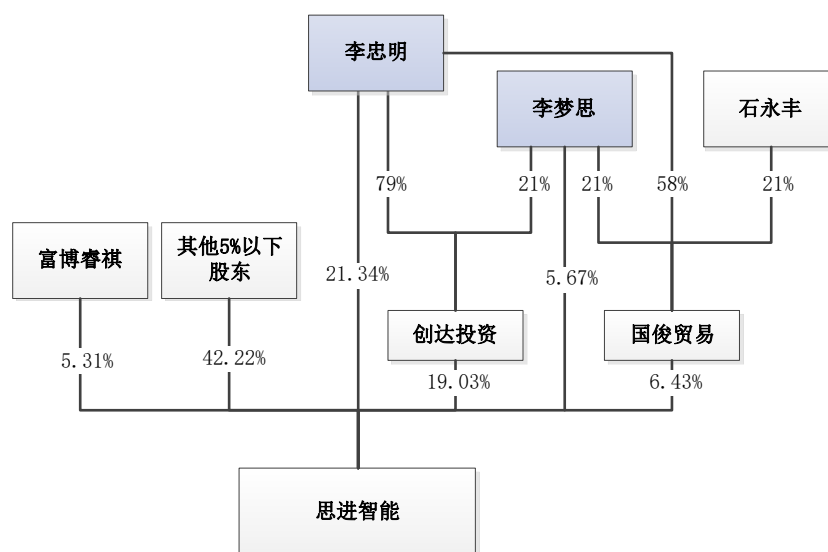 李忠明
李梦思
石永丰
79%
21%
21%
58%
21%
富博睿祺
其他5%以下
股东
21.34%
5.67%
创达投资
国俊贸易
5.31%
42.22%
19.03%
6.43%
思进智能